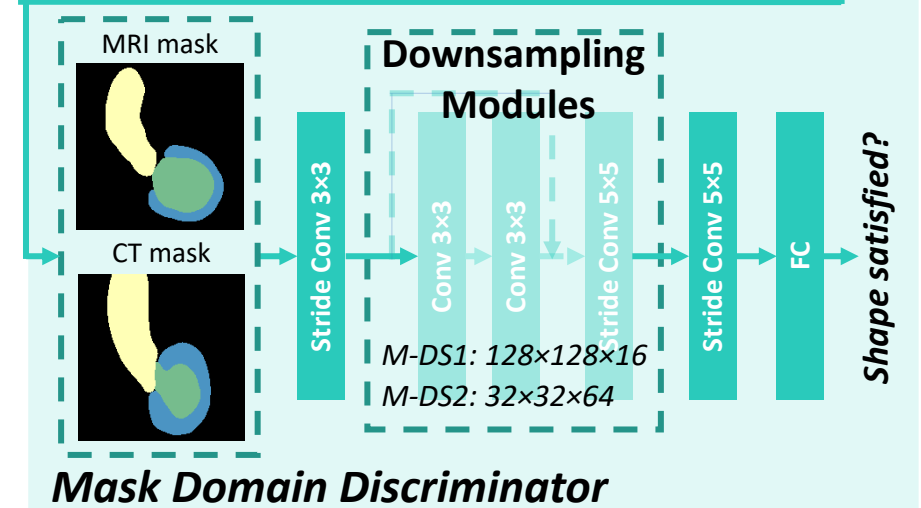 MRI mask
CT mask
Stride Conv 3×3
Downsampling
Modules
Conv 3×3
Conv 3×3
Stride Conv 5×5
M-DS1: 128×128×16
M-DS2: 32×32×64
Stride Conv 5×5
FC
Shape satisfied?
Mask Domain Discriminator